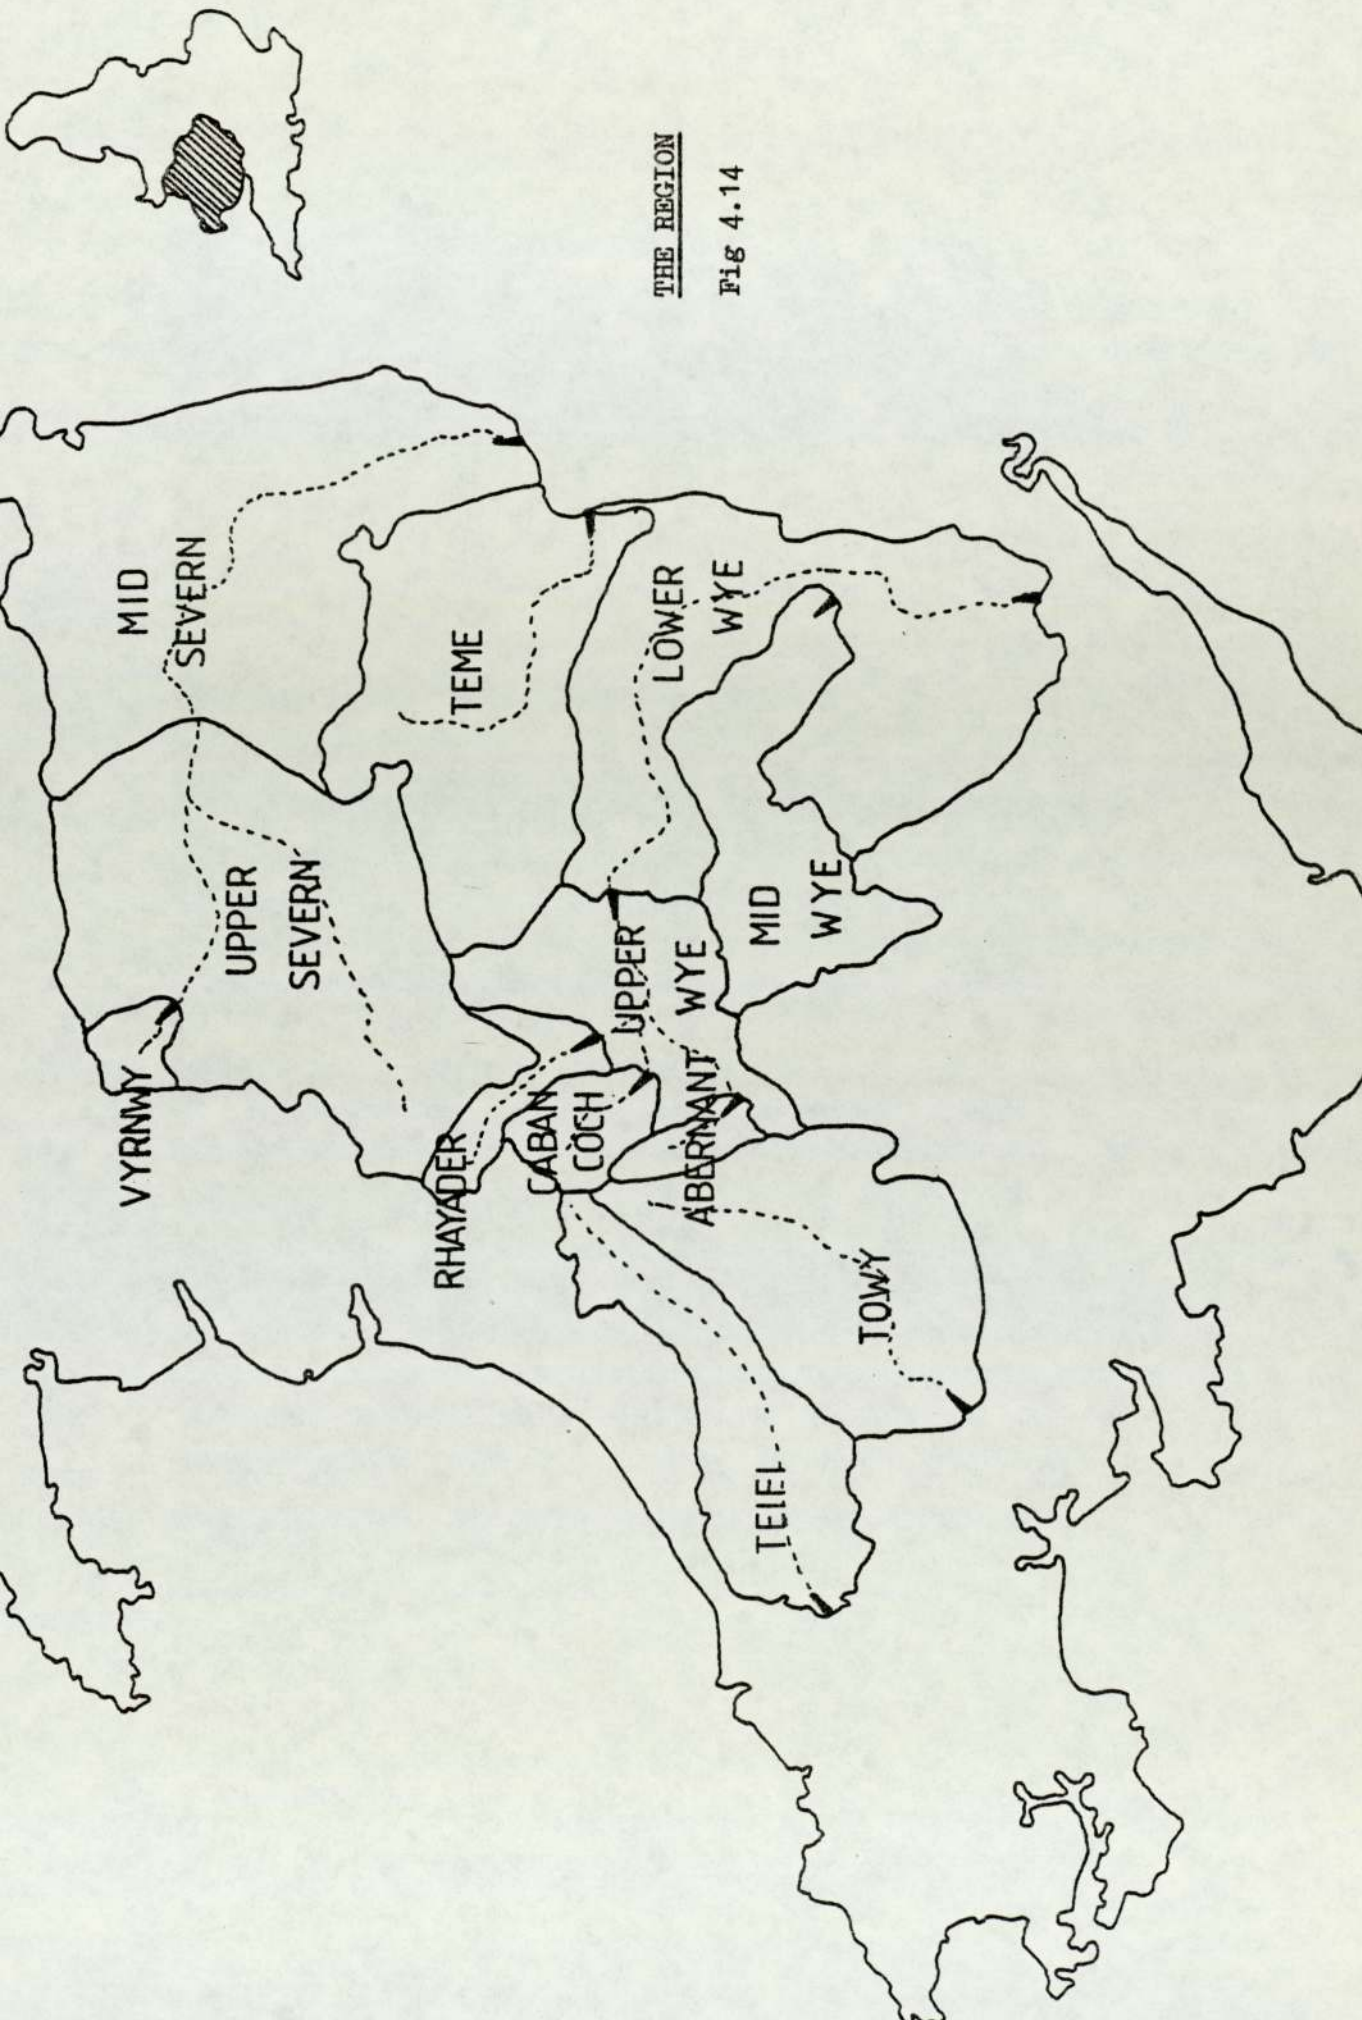 THE REGION
Fig 4.14
VYRNWY
UPPER
SEVERN
MID
SEVERN
RHAYADER
CABAN
COCH
TEME
UPPER
WYE
LOWER
WYE
ABERNANT
MID
WYE
TEIFI
TOWY